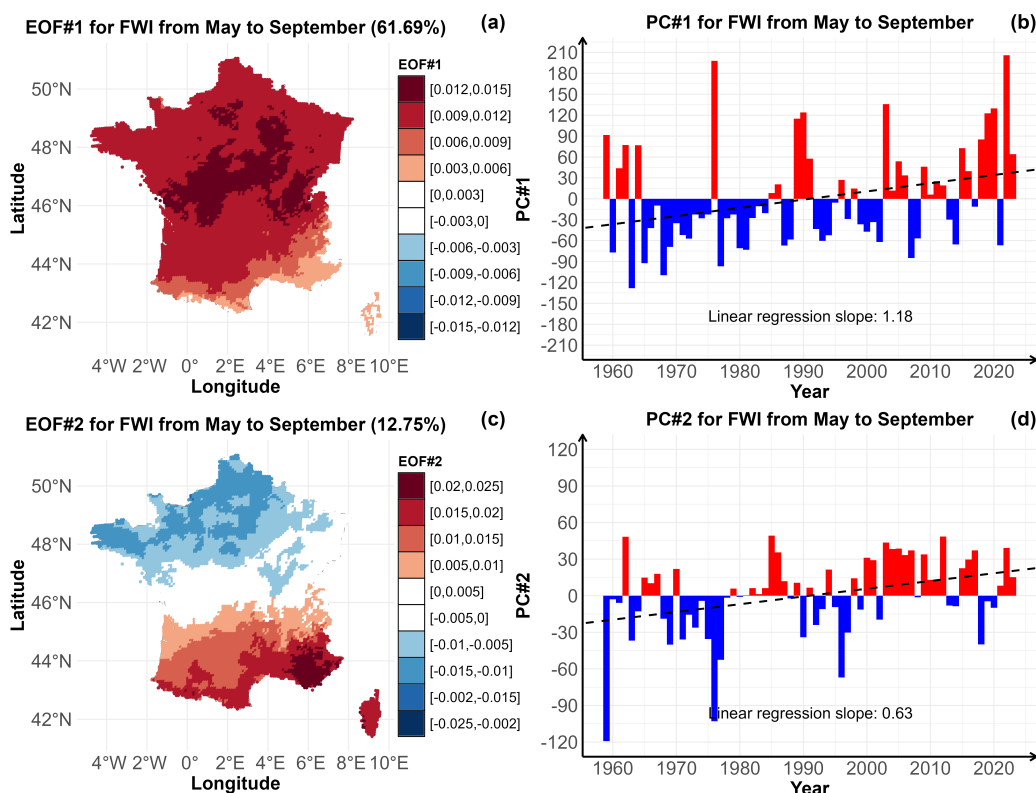 EOF#1 for FWI from May to September (61.69%)
(a)
50°N
48°N
46°N
44°N
42°N
Latitude
4°W 2°W 0° 2°E 4°E 6°E 8°E 10°E
Longitude
EOF#1
[0.012,0.015]
[0.009,0.012]
[0.006,0.009]
[0.003,0.006]
[0,0.003]
[-0.003,0]
[-0.006,-0.003]
[-0.009,-0.006]
[-0.012,-0.009]
[-0.015,-0.012]
PC#1 for FWI from May to September
(b)
210
180
150
120
90
60
30
0
-30
-60
-90
-120
-150
-180
-210
PC#1
Linear regression slope: 1.18
1960 1970 1980 1990 2000 2010 2020
Year
EOF#2 for FWI from May to September (12.75%)
(c)
50°N
48°N
46°N
44°N
42°N
Latitude
4°W 2°W 0° 2°E 4°E 6°E 8°E 10°E
Longitude
EOF#2
[0.02,0.025]
[0.015,0.02]
[0.01,0.015]
[0.005,0.01]
[0,0.005]
[-0.005,0]
[-0.01,-0.005]
[-0.015,-0.01]
[-0.002,-0.015]
[-0.025,-0.002]
PC#2 for FWI from May to September
(d)
120
90
60
30
0
-30
-60
-90
-120
PC#2
Linear regression slope: 0.63
1960 1970 1980 1990 2000 2010 2020
Year